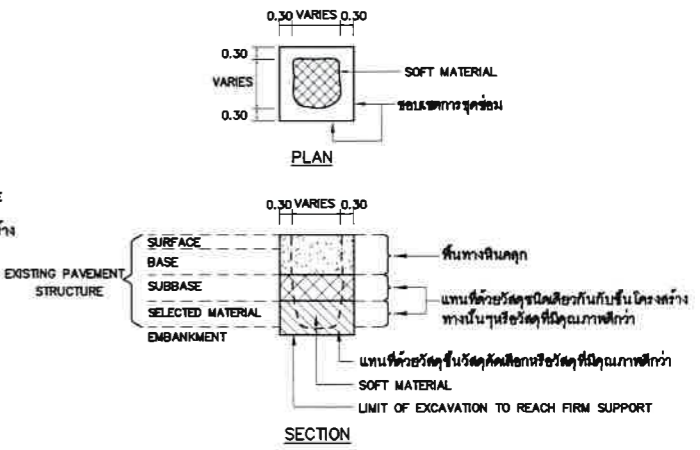 0.30 VARIES 0.30
0.30
VARIES
0.30
SOFT MATERIAL
ขอบเขตการขุดซ่อม
PLAN
0.30 VARIES 0.30
E
ร้าง
EXISTING PAVEMENT
STRUCTURE
SURFACE
BASE
SUBBASE
SELECTED MATERIAL
EMBANKMENT
พื้นทางหินคลุก
แทนที่ด้วยวัสดุชนิดเดียวกันกับชั้นโครงสร้าง
ทางนั้นๆหรือวัสดุที่มีคุณภาพดีกว่า
แทนที่ด้วยวัสดุชั้นวัสดุคัดเลือกหรือวัสดุที่มีคุณภาพดีกว่า
SOFT MATERIAL
LIMIT OF EXCAVATION TO REACH FIRM SUPPORT
SECTION